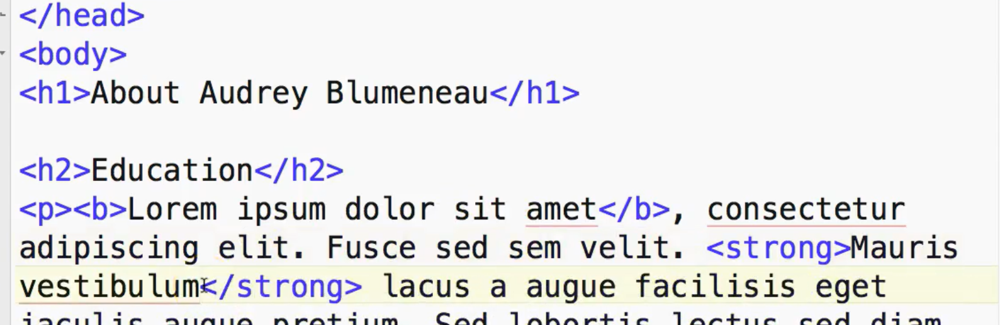 </head>
<body>
<h1>About Audrey Blumeneau</h1>
<h2>Education</h2>
<p><b>Lorem ipsum dolor sit amet</b>, consectetur
adipiscing elit. Fusce sed sem velit. <strong>Mauris
vestibulum</strong> lacus a augue facilisis eget
iaculis augue pretium. Sed lobortis lectus sed diam